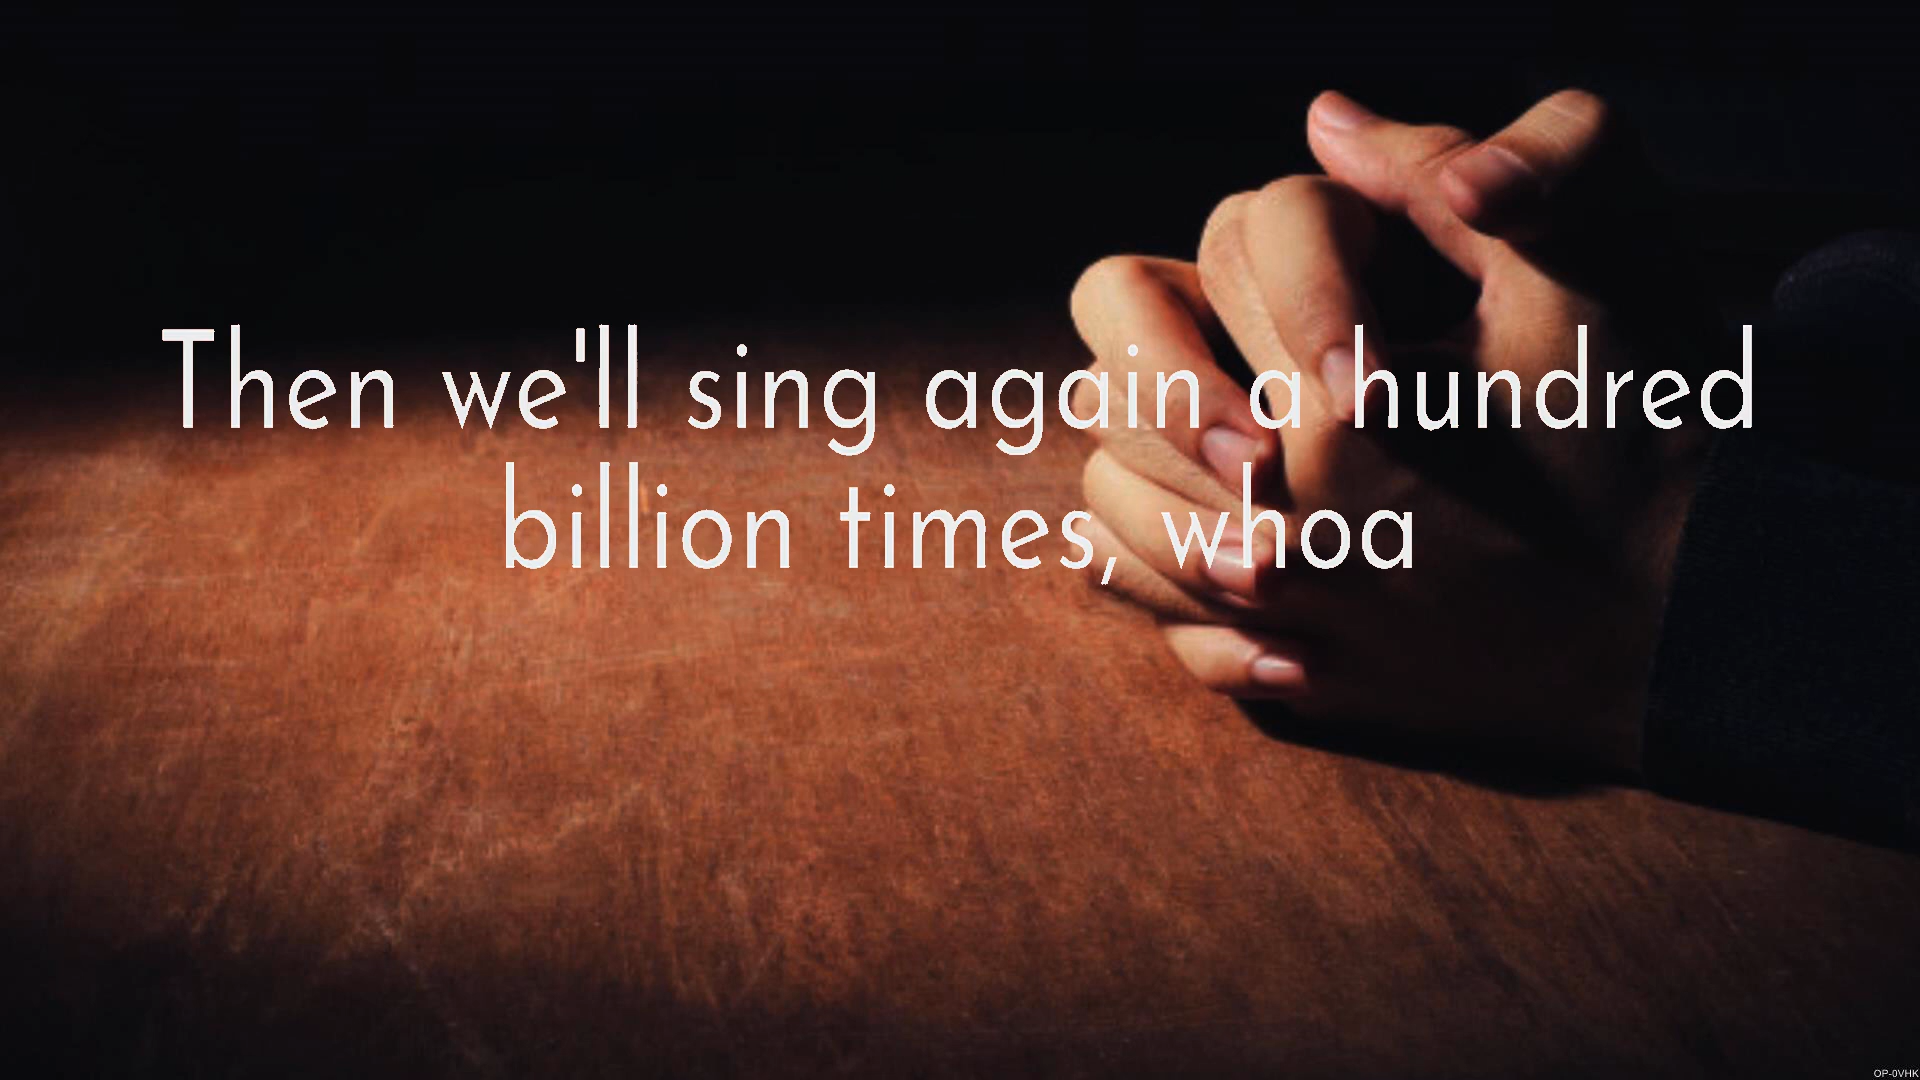 Then we'll sing again a hundred
billion times, whoa
OP-0VHK